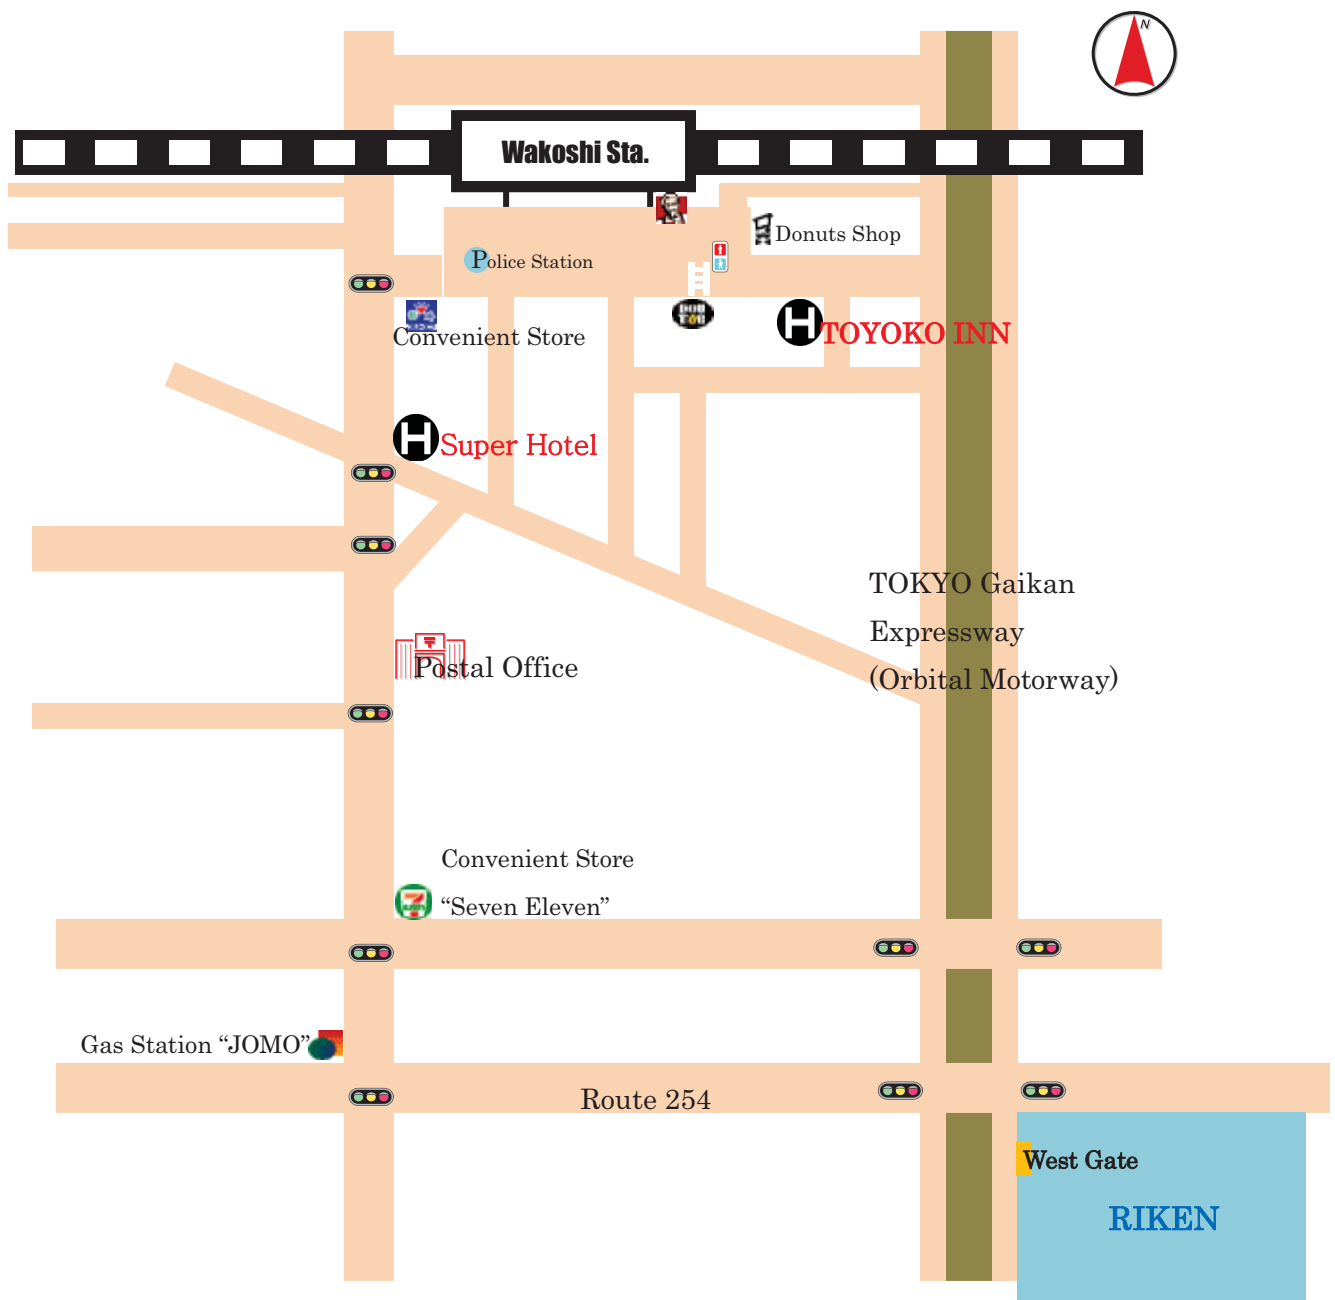 N
Wakoshi Sta.
Donuts Shop
Police Station
Convenient Store
TOYOKO INN
Super Hotel
TOKYO Gaikan
Expressway
(Orbital Motorway)
Postal Office
Convenient Store
“Seven Eleven”
Gas Station “JOMO”
Route 254
West Gate
RIKEN